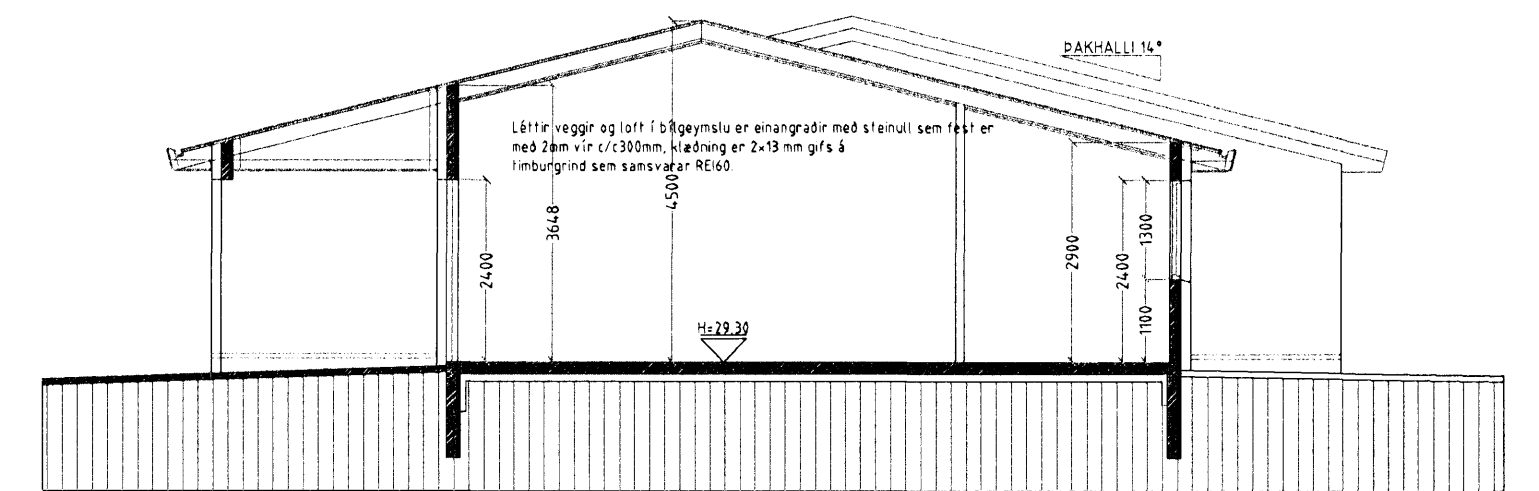 ÞAKHALLI 14°
Léttir veggir og loft í bílgeymslu er einangraðir með steinull sem fest er
með 2mm vír c/c300mm, klæðning er 2×13 mm gifs á
timburgrind sem samsvarar REI60.
4500
3648
2400
2900
2400
1300
1100
H=29.30